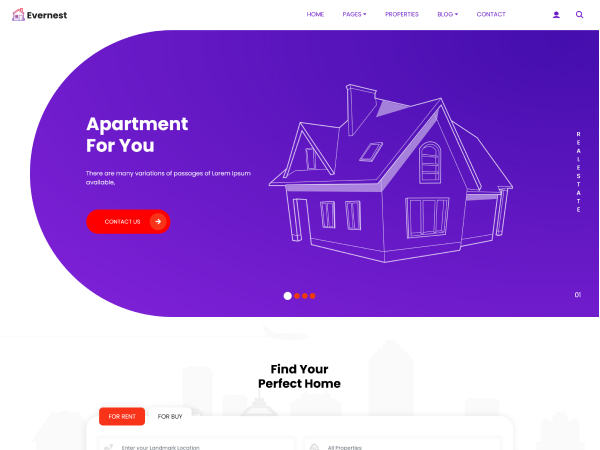 Evernest
HOME
PAGES
PROPERTIES
BLOG
CONTACT
Apartment
For You
There are many variations of passages of Lorem Ipsum
available,
CONTACT US
REALESTATE
01
Find Your
Perfect Home
FOR RENT
FOR BUY
Enter your Landmark Location
All Properties